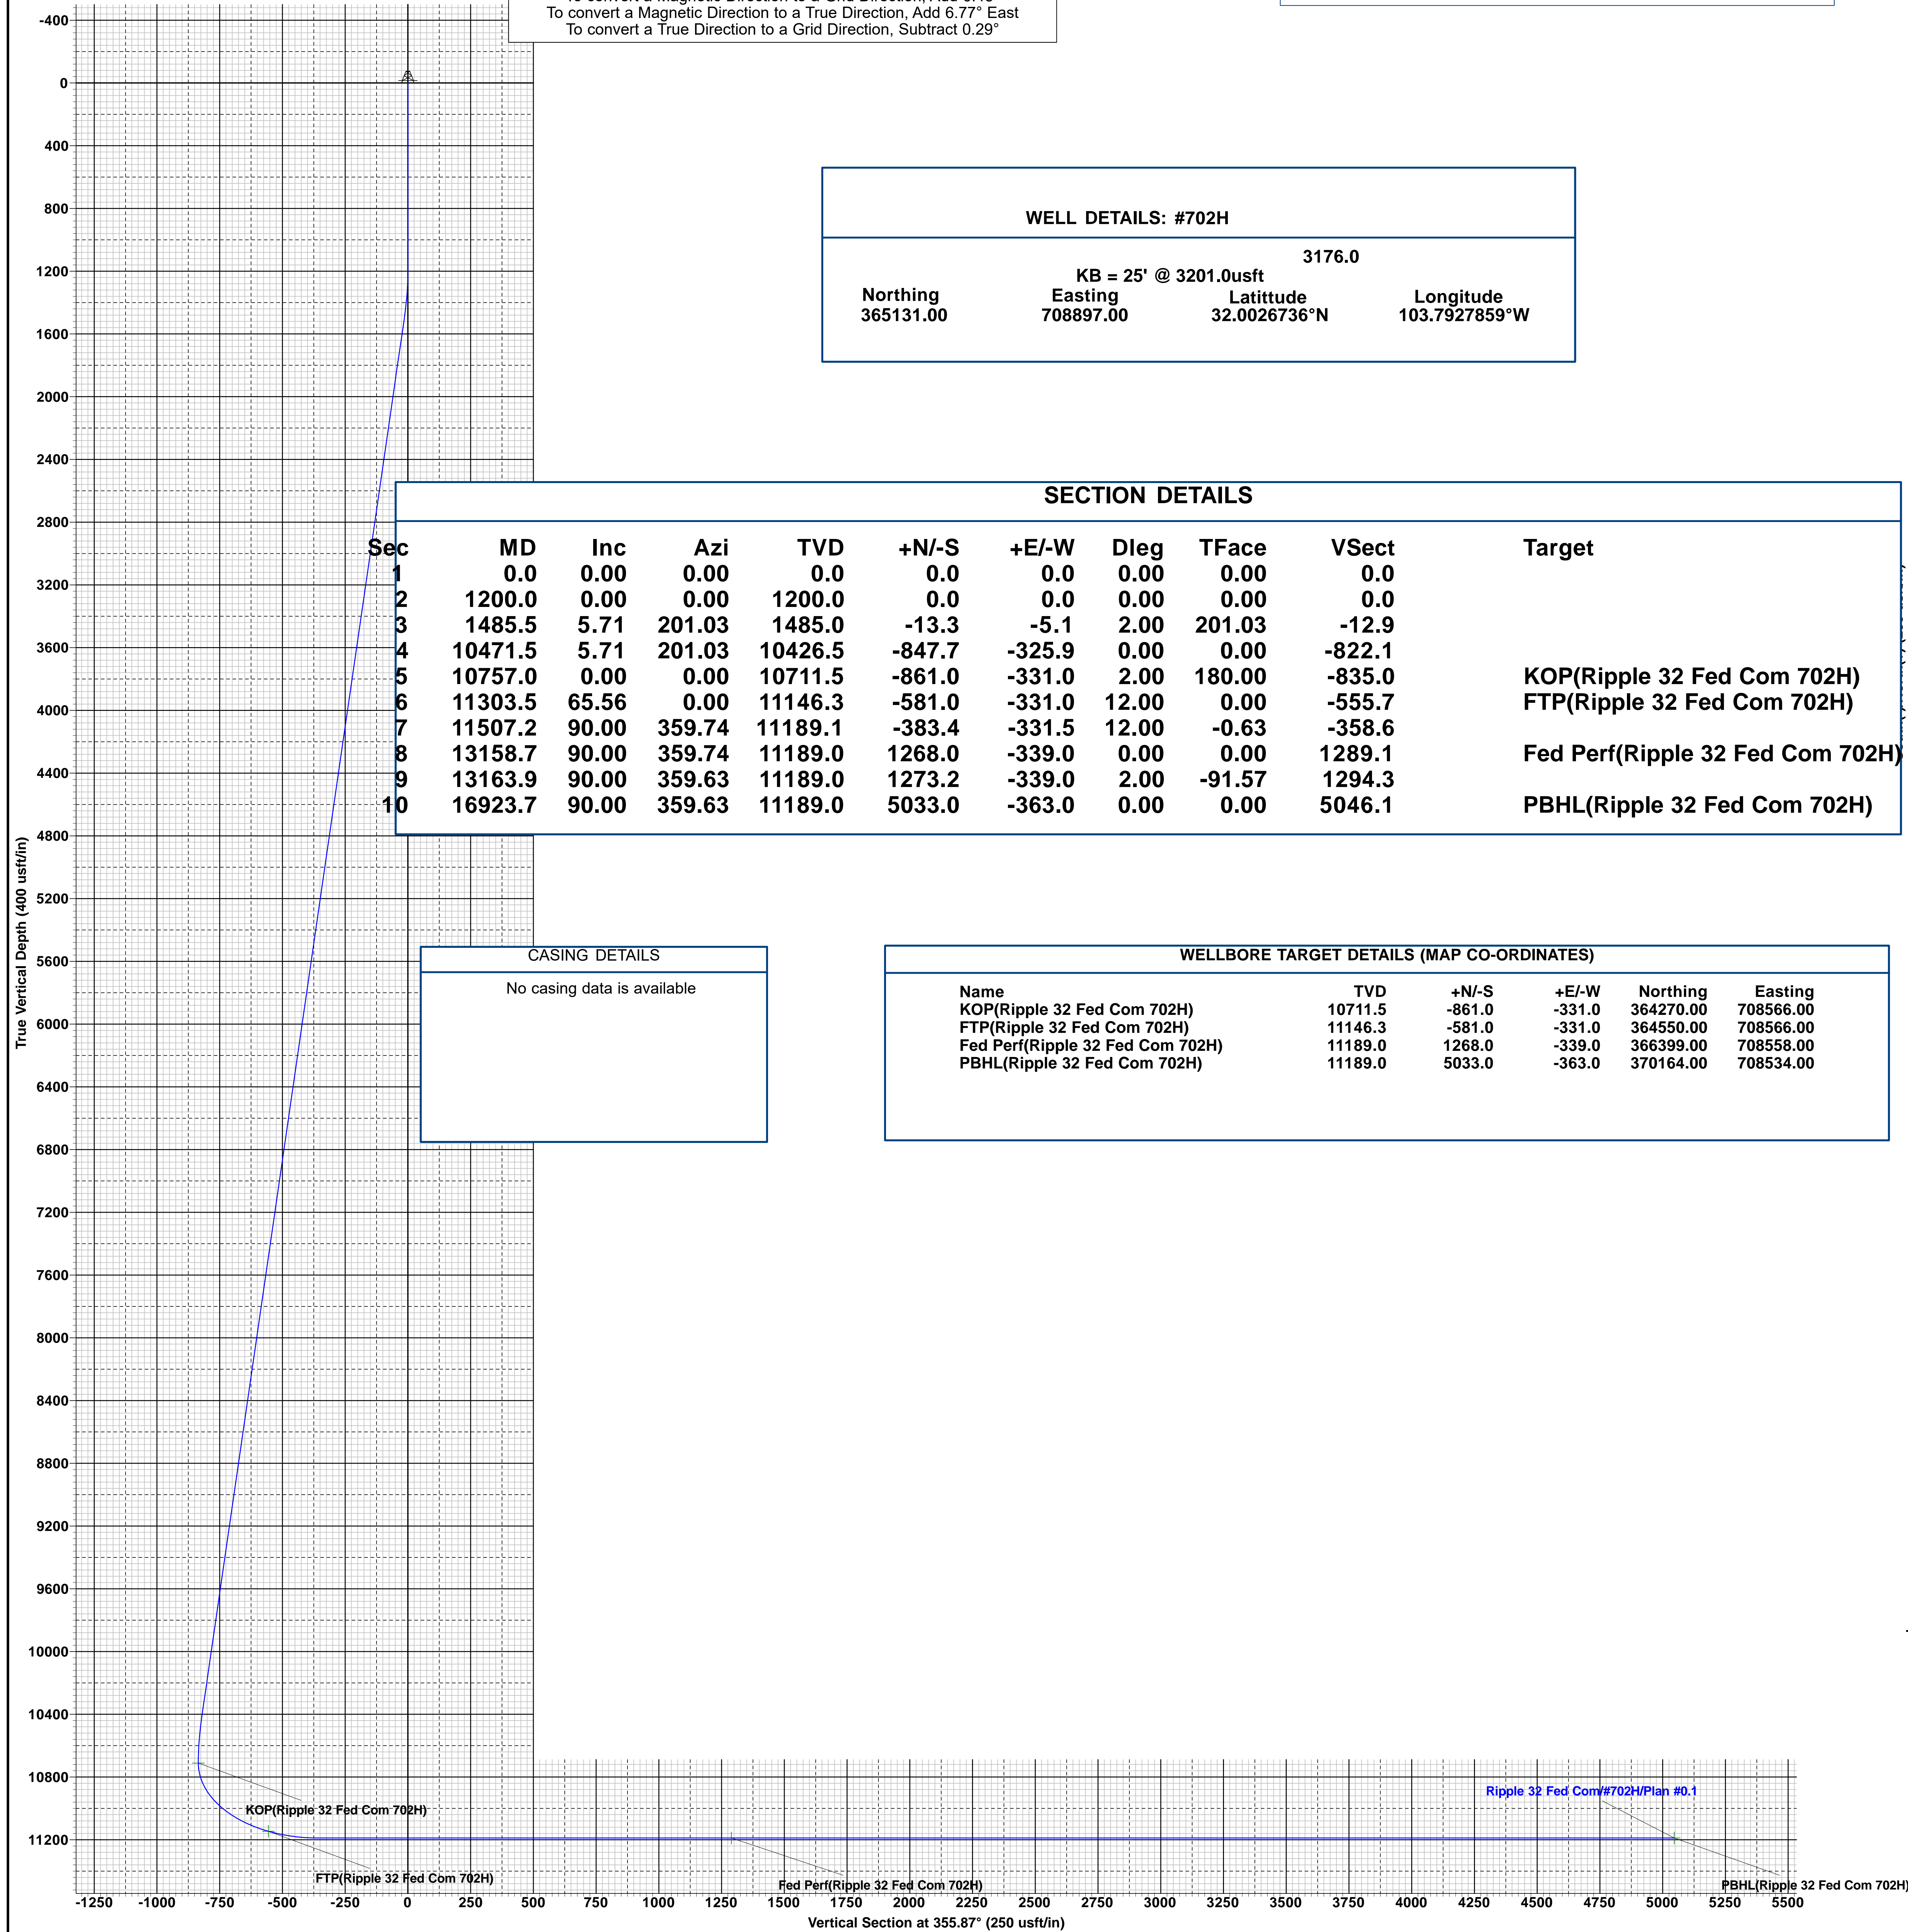 To convert a Magnetic Direction to a True Direction, Add 6.77° East
To convert a True Direction to a Grid Direction, Subtract 0.29°
WELL DETAILS: #702H
3176.0
KB = 25' @ 3201.0usft
Northing Easting Latittude Longitude
365131.00 708897.00 32.0026736°N 103.7927859°W
SECTION DETAILS
Sec MD Inc Azi TVD +N/-S +E/-W Dleg TFace VSect Target
1 0.0 0.00 0.00 0.0 0.0 0.0 0.00 0.00 0.0
2 1200.0 0.00 0.00 1200.0 0.0 0.0 0.00 0.00 0.0
3 1485.5 5.71 201.03 1485.0 -13.3 -5.1 2.00 201.03 -12.9
4 10471.5 5.71 201.03 10426.5 -847.7 -325.9 0.00 0.00 -822.1
5 10757.0 0.00 0.00 10711.5 -861.0 -331.0 2.00 180.00 -835.0 KOP(Ripple 32 Fed Com 702H)
6 11303.5 65.56 0.00 11146.3 -581.0 -331.0 12.00 0.00 -555.7 FTP(Ripple 32 Fed Com 702H)
7 11507.2 90.00 359.74 11189.1 -383.4 -331.5 12.00 -0.63 -358.6
8 13158.7 90.00 359.74 11189.0 1268.0 -339.0 0.00 0.00 1289.1 Fed Perf(Ripple 32 Fed Com 702H)
9 13163.9 90.00 359.63 11189.0 1273.2 -339.0 2.00 -91.57 1294.3
10 16923.7 90.00 359.63 11189.0 5033.0 -363.0 0.00 0.00 5046.1 PBHL(Ripple 32 Fed Com 702H)
CASING DETAILS
No casing data is available
WELLBORE TARGET DETAILS (MAP CO-ORDINATES)
Name TVD +N/-S +E/-W Northing Easting
KOP(Ripple 32 Fed Com 702H) 10711.5 -861.0 -331.0 364270.00 708566.00
FTP(Ripple 32 Fed Com 702H) 11146.3 -581.0 -331.0 364550.00 708566.00
Fed Perf(Ripple 32 Fed Com 702H) 11189.0 1268.0 -339.0 366399.00 708558.00
PBHL(Ripple 32 Fed Com 702H) 11189.0 5033.0 -363.0 370164.00 708534.00
True Vertical Depth (400 usft/in)
-400
0
400
800
1200
1600
2000
2400
2800
3200
3600
4000
4400
4800
5200
5600
6000
6400
6800
7200
7600
8000
8400
8800
9200
9600
10000
10400
10800
11200
Ripple 32 Fed Com/#702H/Plan #0.1
KOP(Ripple 32 Fed Com 702H)
FTP(Ripple 32 Fed Com 702H)
Fed Perf(Ripple 32 Fed Com 702H)
PBHL(Ripple 32 Fed Com 702H)
-1250 -1000 -750 -500 -250 0 250 500 750 1000 1250 1500 1750 2000 2250 2500 2750 3000 3250 3500 3750 4000 4250 4500 4750 5000 5250 5500
Vertical Section at 355.87° (250 usft/in)